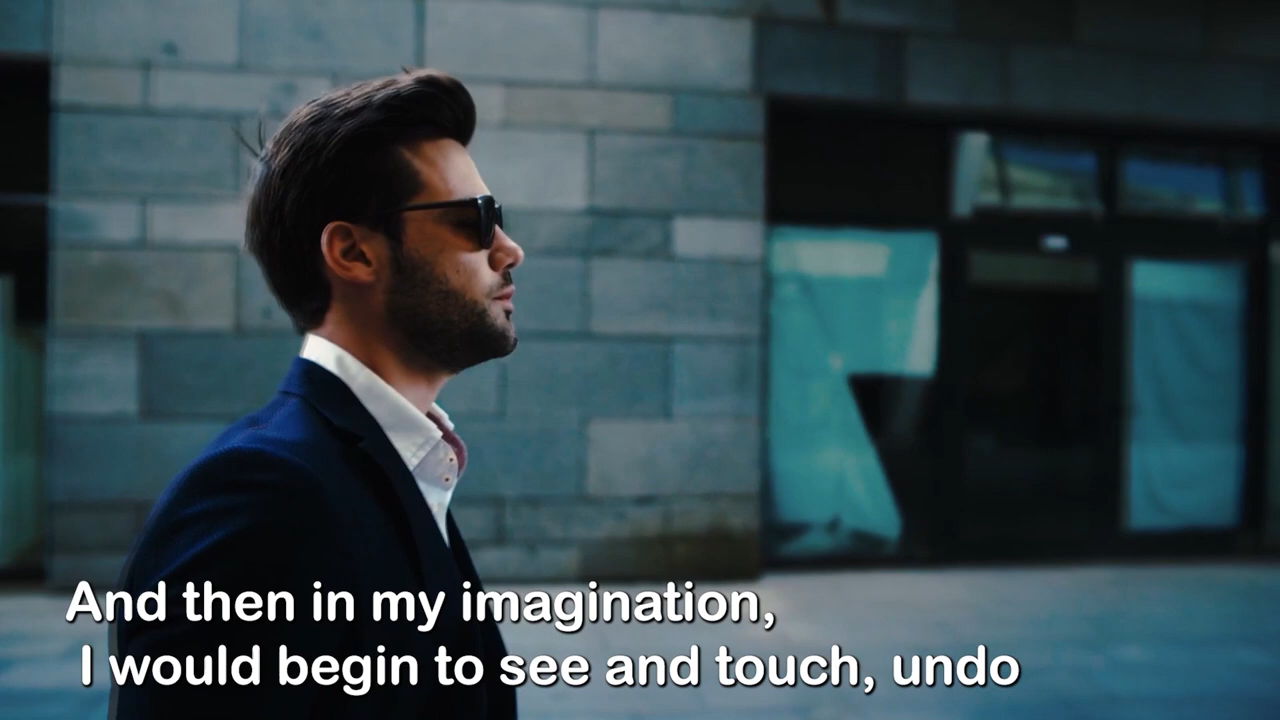 And then in my imagination,
I would begin to see and touch, undo